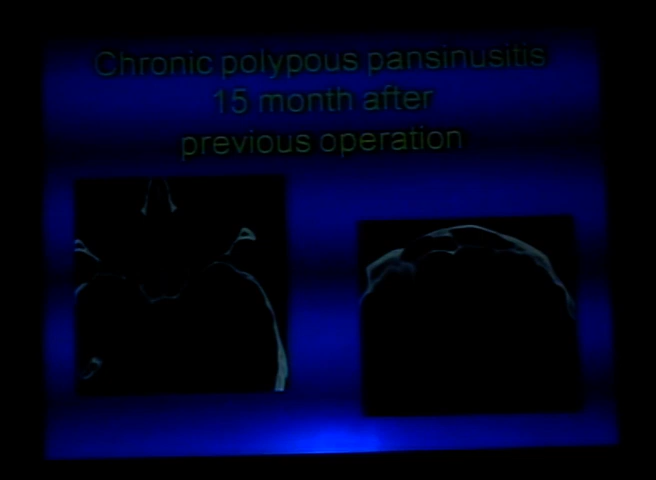 Chronic polypous pansinusitis
15 month after
previous operation